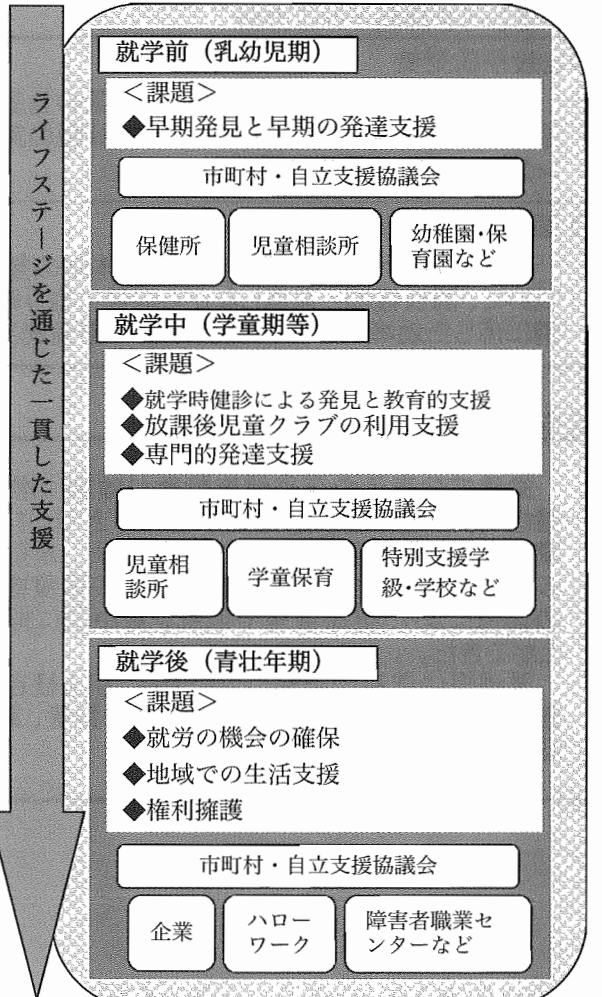 ライフステージを通じた一貫した支援
就学前（乳幼児期）
＜課題＞
◆早期発見と早期の発達支援
市町村・自立支援協議会
保健所
児童相談所
幼稚園・保
育園など
就学中（学童期等）
＜課題＞
◆就学時健診による発見と教育的支援
◆放課後児童クラブの利用支援
◆専門的発達支援
市町村・自立支援協議会
児童相
談所
学童保育
特別支援学
級・学校など
就学後（青壮年期）
＜課題＞
◆就労の機会の確保
◆地域での生活支援
◆権利擁護
市町村・自立支援協議会
企業
ハロー
ワーク
障害者職業セ
ンターなど